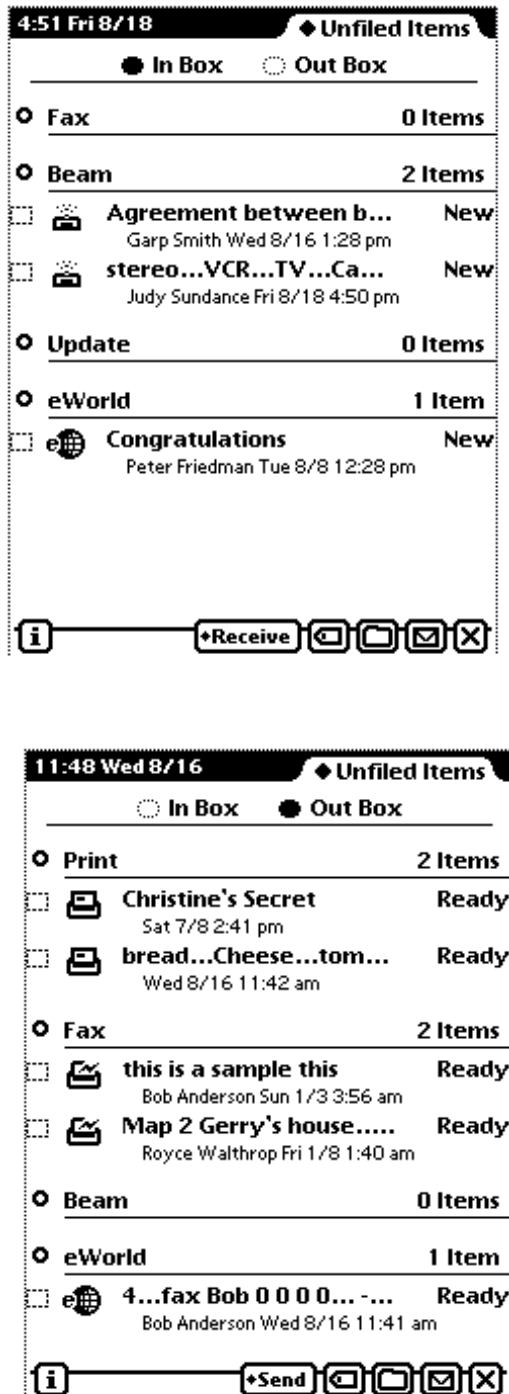 4:51 Fri 8/18 ◆Unfiled Items
In Box Out Box
Fax 0 Items
Beam 2 Items
Agreement between b... New
Garp Smith Wed 8/16 1:28 pm
stereo...VCR...TV...Ca... New
Judy Sundance Fri 8/18 4:50 pm
Update 0 Items
eWorld 1 Item
e Congratulations New
Peter Friedman Tue 8/8 12:28 pm
i ◆Receive X
11:48 Wed 8/16 ◆Unfiled Items
In Box Out Box
Print 2 Items
Christine's Secret Ready
Sat 7/8 2:41 pm
bread...Cheese...tom... Ready
Wed 8/16 11:42 am
Fax 2 Items
this is a sample this Ready
Bob Anderson Sun 1/3 3:56 am
Map 2 Gerry's house..... Ready
Royce Walthrop Fri 1/8 1:40 am
Beam 0 Items
eWorld 1 Item
e 4...fax Bob 0 0 0 0... -... Ready
Bob Anderson Wed 8/16 11:41 am
i ◆Send X